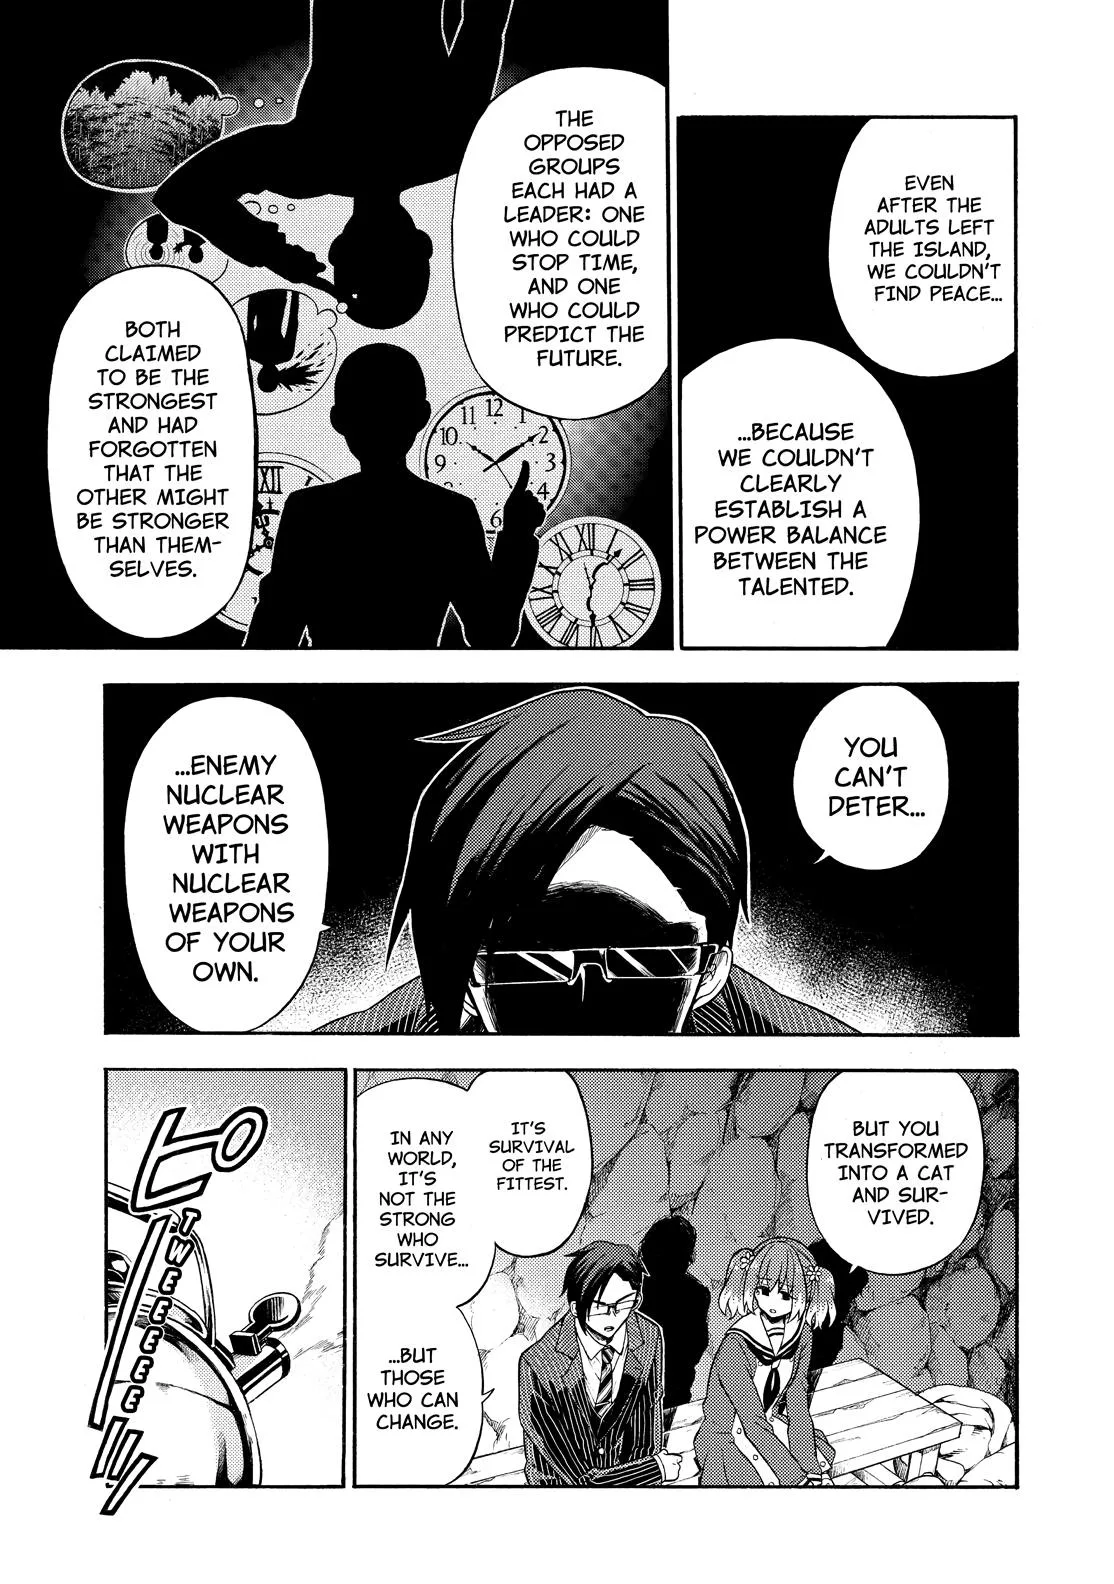 EVEN
AFTER THE
ADULTS LEFT
THE ISLAND,
WE COULDN'T
FIND PEACE...
...BECAUSE
WE COULDN'T
CLEARLY
ESTABLISH A
POWER BALANCE
BETWEEN THE
TALENTED.
THE
OPPOSED
GROUPS
EACH HAD A
LEADER: ONE
WHO COULD
STOP TIME,
AND ONE
WHO COULD
PREDICT THE
FUTURE.
BOTH
CLAIMED
TO BE THE
STRONGEST
AND HAD
FORGOTTEN
THAT THE
OTHER MIGHT
BE STRONGER
THAN THEM-
SELVES.
YOU
CAN'T
DETER...
...ENEMY
NUCLEAR
WEAPONS
WITH
NUCLEAR
WEAPONS
OF YOUR
OWN.
BUT YOU
TRANSFORMED
INTO A CAT
AND SUR-
VIVED.
IT'S
SURVIVAL
OF THE
FITTEST.
IN ANY
WORLD,
IT'S
NOT THE
STRONG
WHO
SURVIVE...
...BUT
THOSE
WHO CAN
CHANGE.
ピーッ
TWEEEEEE